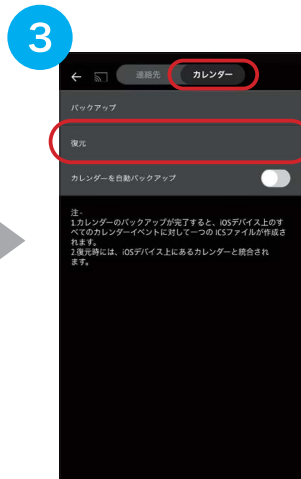 3
連絡先 カレンダー
バックアップ
復元
カレンダーを自動バックアップ
注 -
1.カレンダーのバックアップが完了すると、iOSデバイス上のす
べてのカレンダーイベントに対して一つの ICSファイルが作成さ
れます。
2.復元時には、iOSデバイス上にあるカレンダーと統合され
ます。